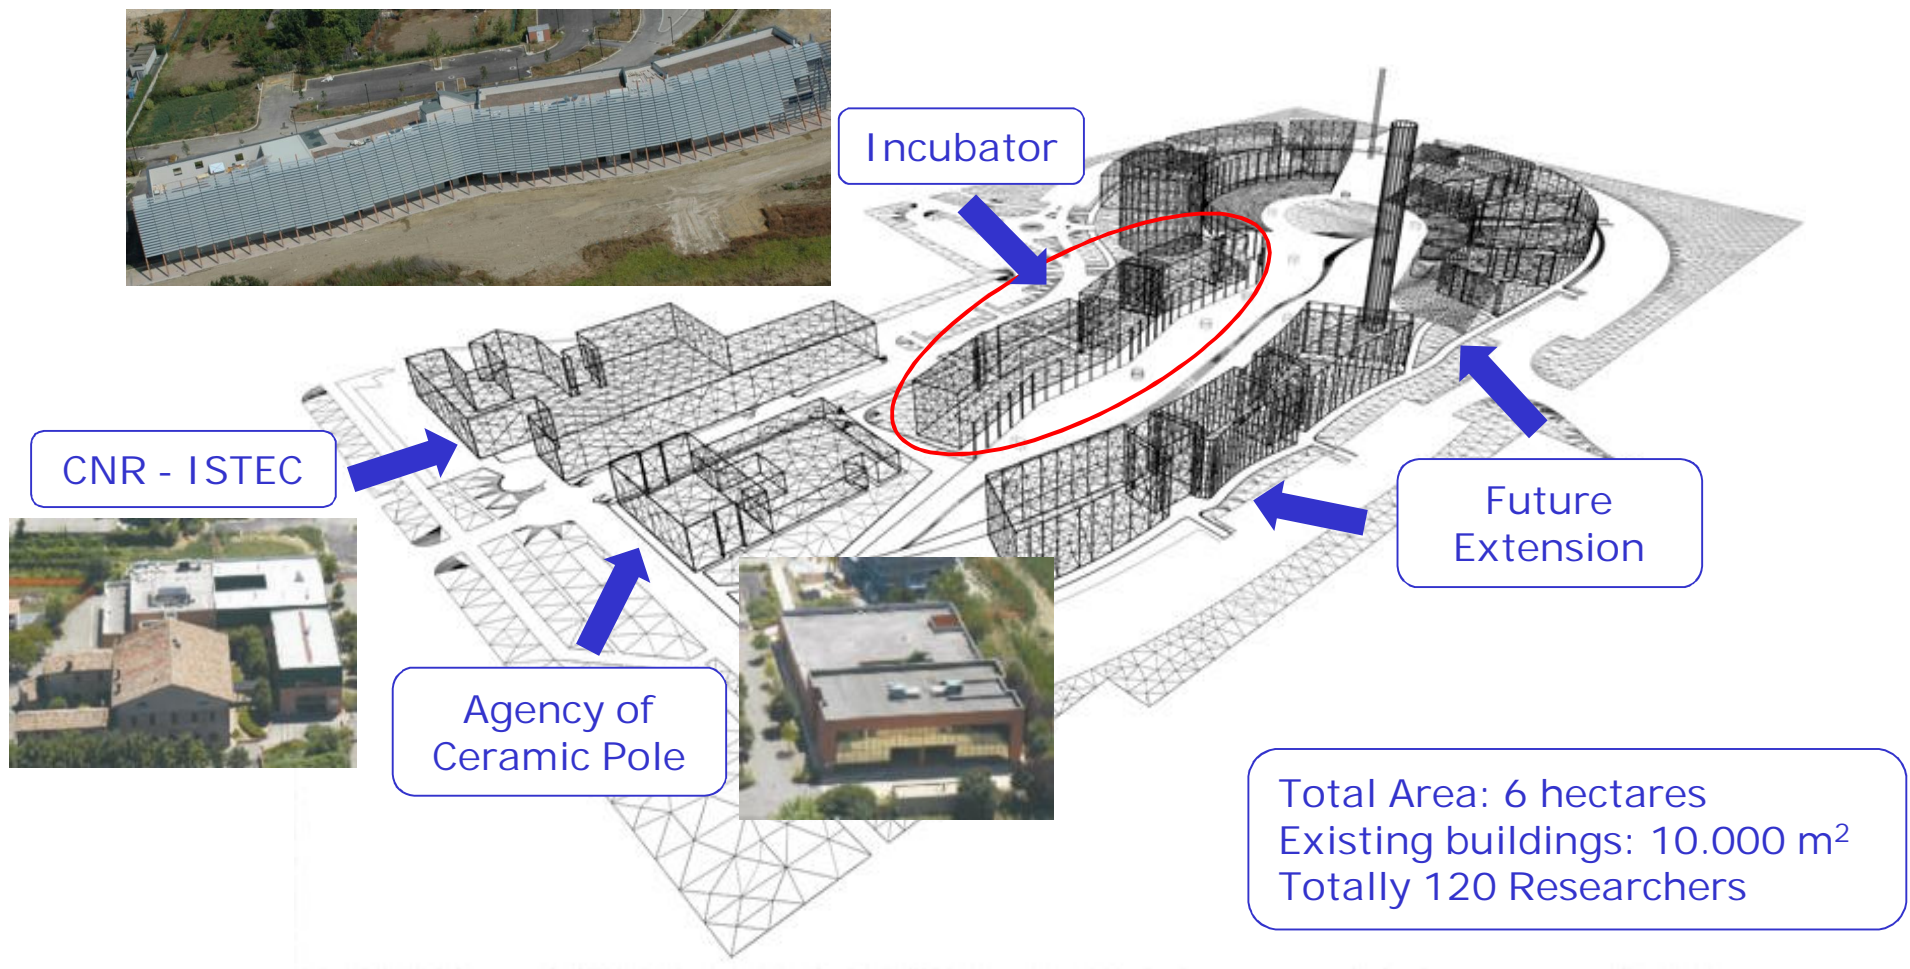 Incubator
CNR - ISTEC
Future
Extension
Agency of
Ceramic Pole
Total Area: 6 hectares
Existing buildings: 10.000 m²
Totally 120 Researchers